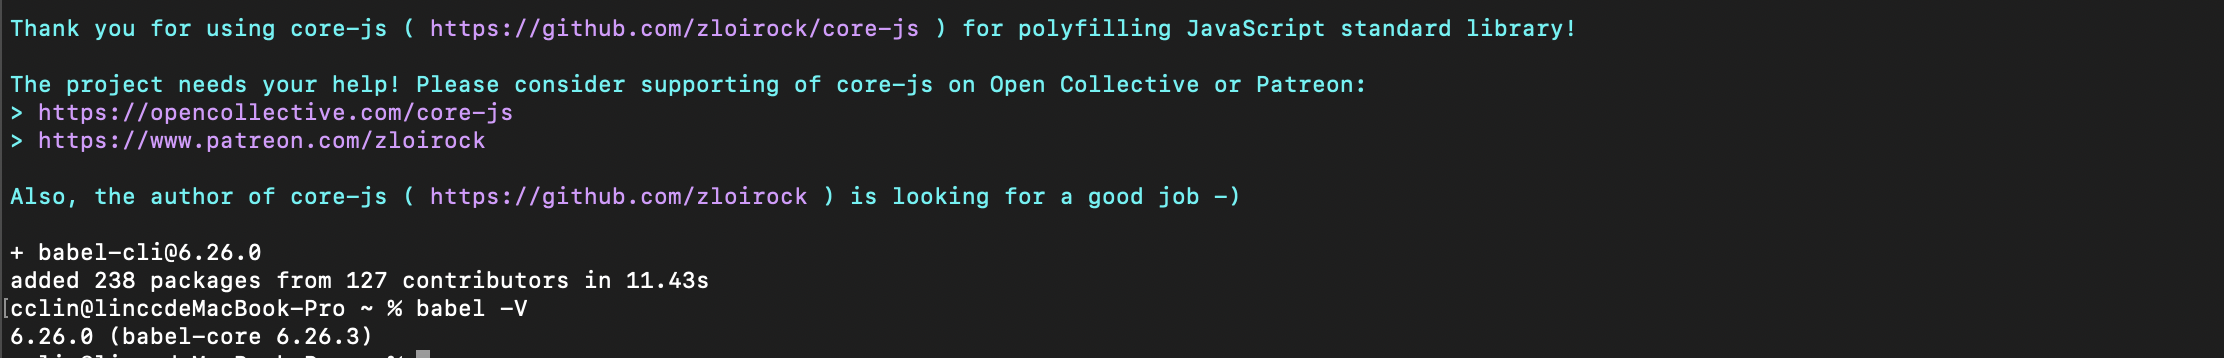 Thank you for using core-js ( https://github.com/zloirock/core-js ) for polyfilling JavaScript standard library!
The project needs your help! Please consider supporting of core-js on Open Collective or Patreon:
> https://opencollective.com/core-js
> https://www.patreon.com/zloirock
Also, the author of core-js ( https://github.com/zloirock ) is looking for a good job -)
+ babel-cli@6.26.0
added 238 packages from 127 contributors in 11.43s
[cclin@linccdeMacBook-Pro ~ % babel -V
6.26.0 (babel-core 6.26.3)